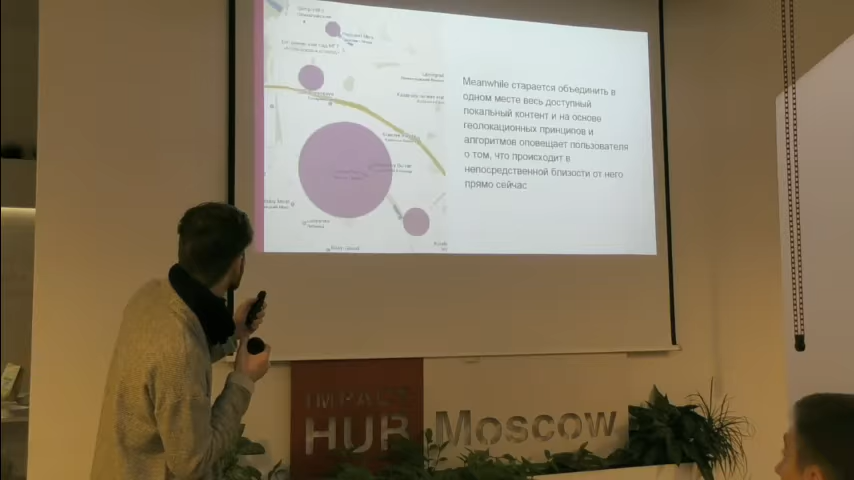 Meanwhile старается объединить в
одном месте весь доступный
локальный контент и на основе
геолокационных принципов и
алгоритмов оповещает пользователя
о том, что происходит в
непосредственной близости от него
прямо сейчас
IMPACT
HUB Moscow